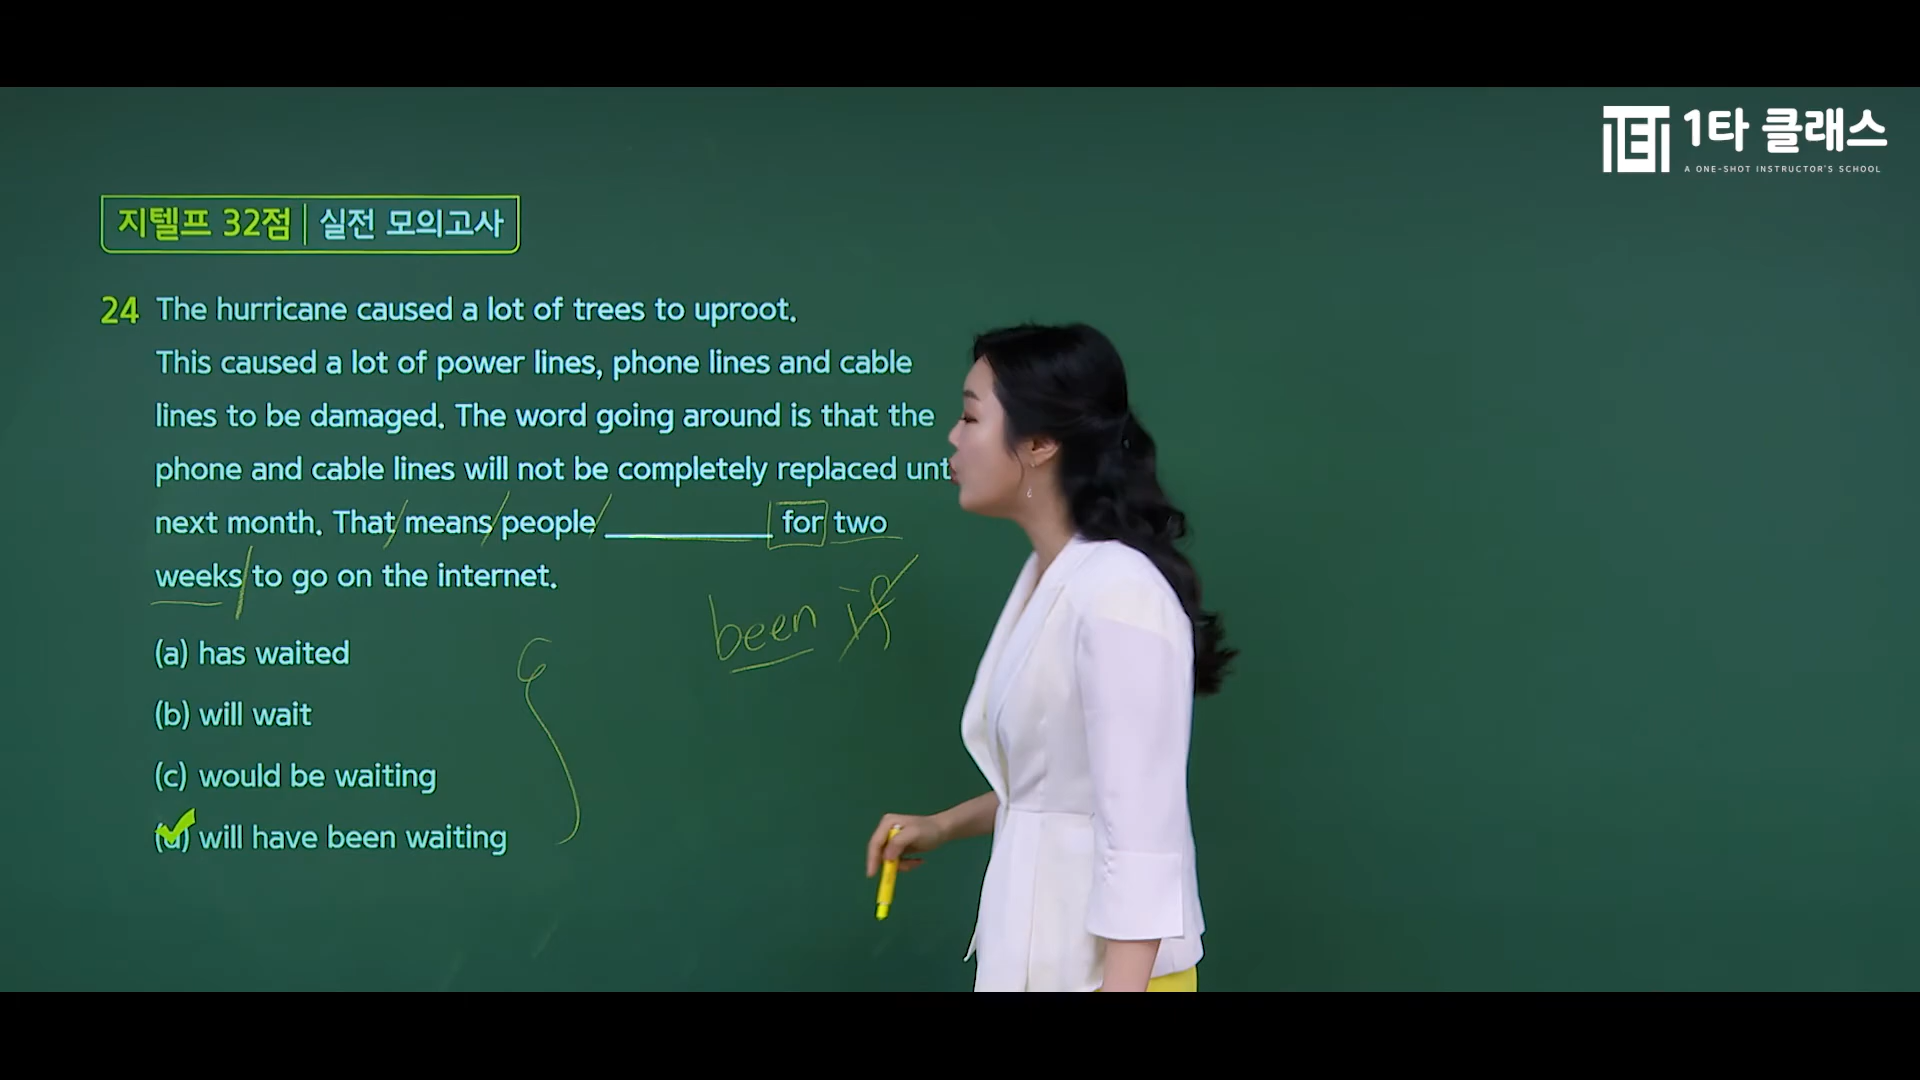 1타 클래스
A ONE-SHOT INSTRUCTOR'S SCHOOL
지텔프 32점 | 실전 모의고사
24 The hurricane caused a lot of trees to uproot.
This caused a lot of power lines, phone lines and cable
lines to be damaged. The word going around is that the
phone and cable lines will not be completely replaced unt
next month. That means people __________ for two
weeks to go on the internet.
been if
(a) has waited
(b) will wait
(c) would be waiting
(d) will have been waiting